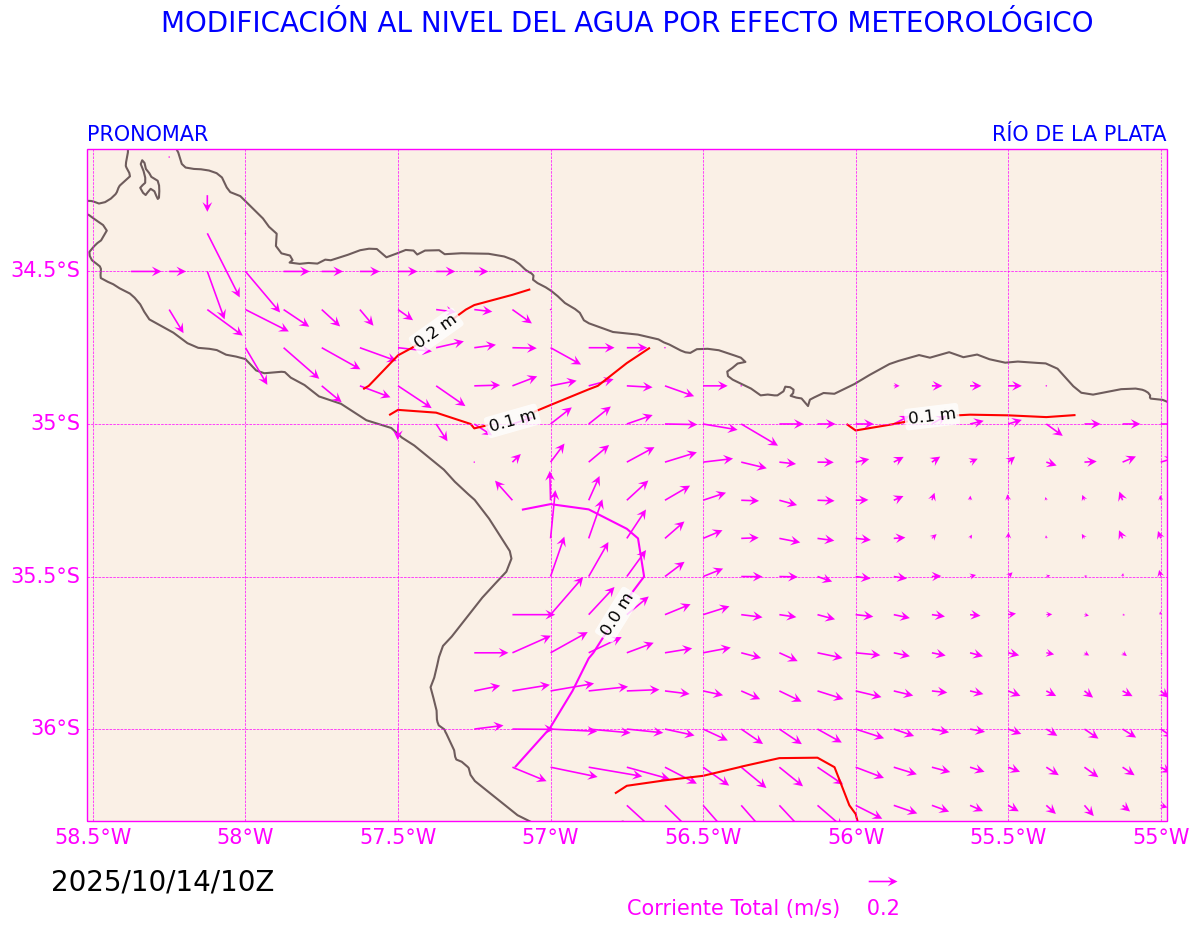 MODIFICACIÓN AL NIVEL DEL AGUA POR EFECTO METEOROLÓGICO
PRONOMAR
RÍO DE LA PLATA
34.5°S
0.2 m
0.1 m
0.1 m
35°S
35.5°S
0.0 m
36°S
58.5°W 58°W 57.5°W 57°W 56.5°W 56°W 55.5°W 55°W
2025/10/14/10Z
Corriente Total (m/s) 0.2